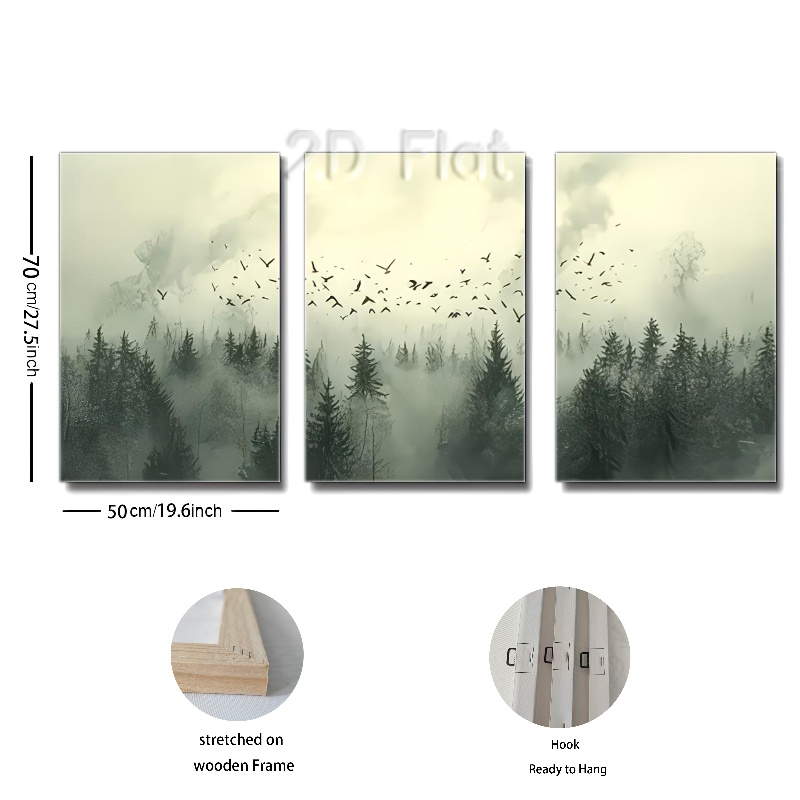 2D Flat
70 cm/27.5inch
50cm/19.6inch
stretched on
wooden Frame
Hook
Ready to Hang